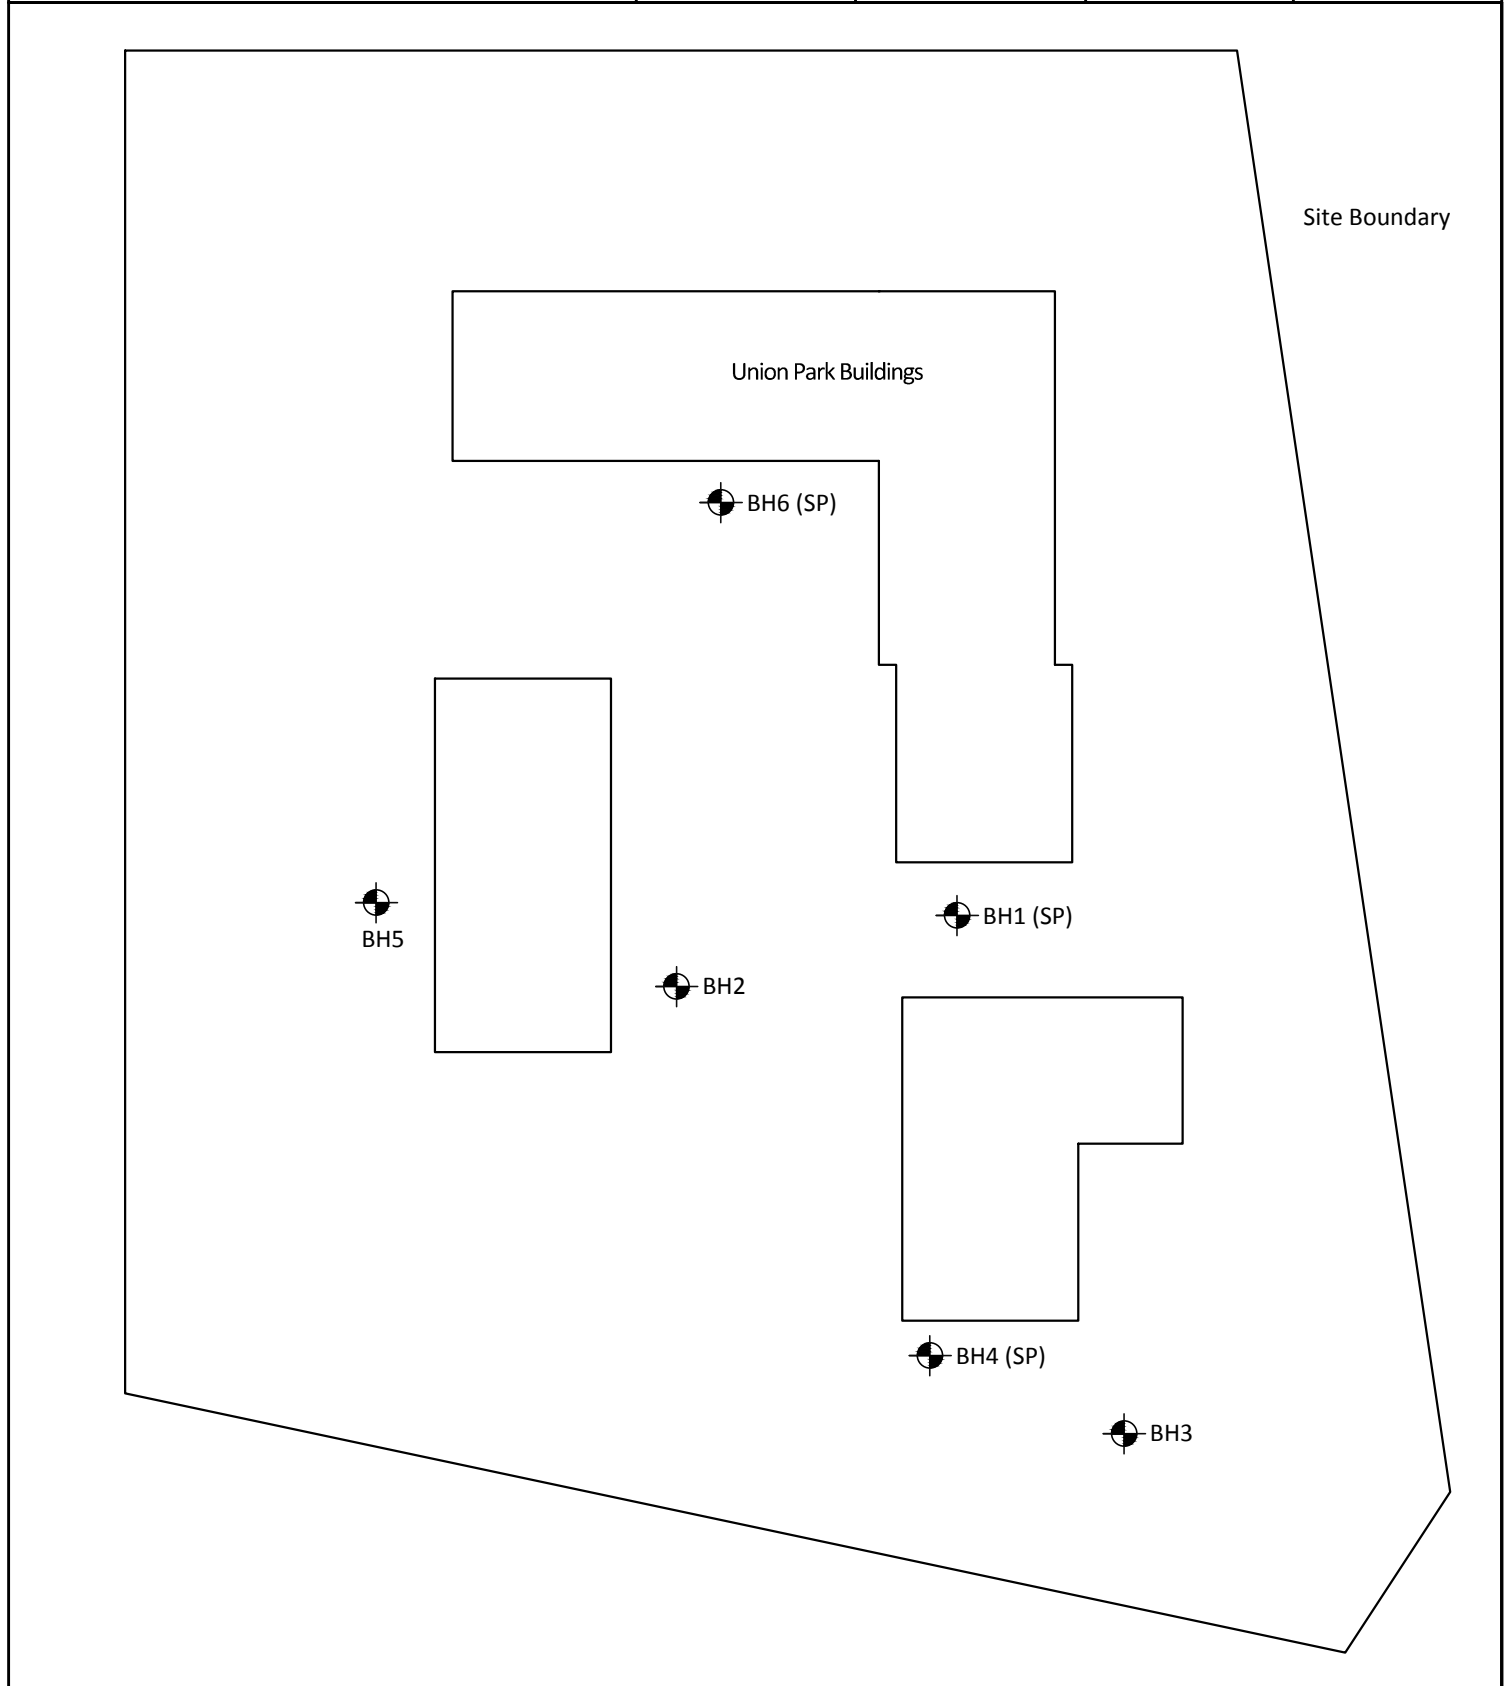 Site Boundary
Union Park Buildings
BH6 (SP)
BH1 (SP)
BH5
BH2
BH4 (SP)
BH3